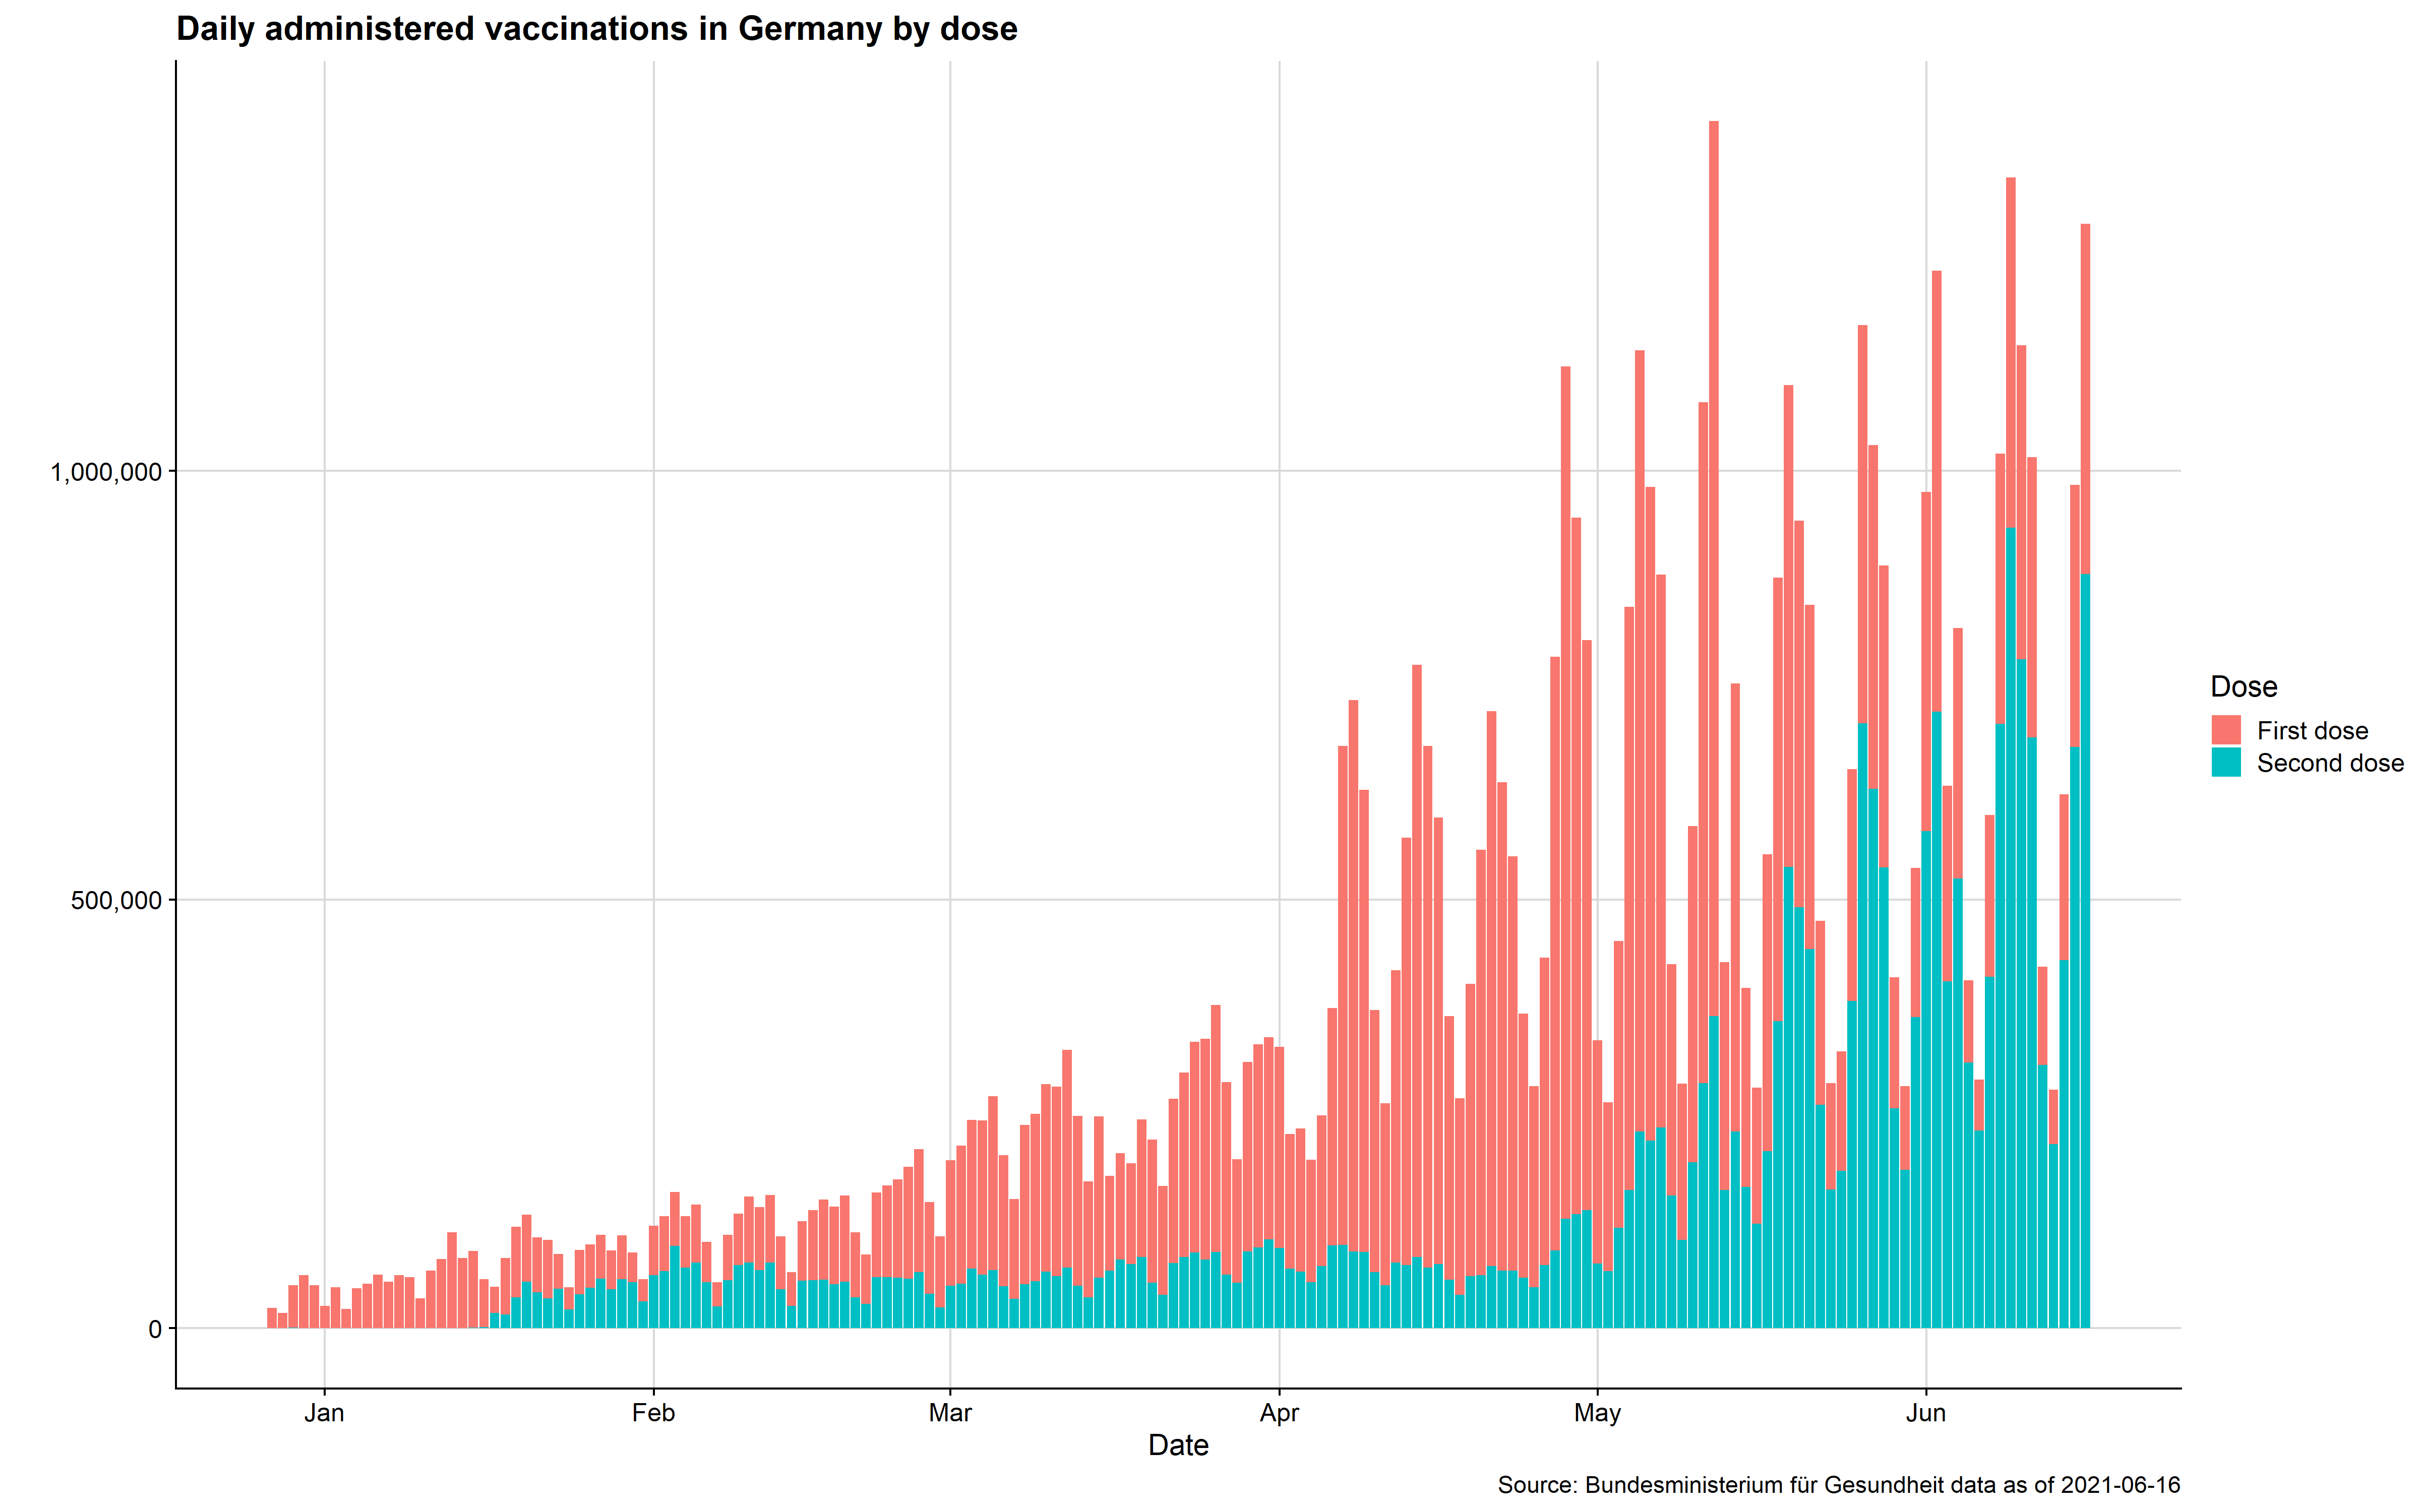 Daily administered vaccinations in Germany by dose
1,000,000
500,000
0
Jan
Feb
Mar
Apr
May
Jun
Date
Dose
First dose
Second dose
Source: Bundesministerium für Gesundheit data as of 2021-06-16